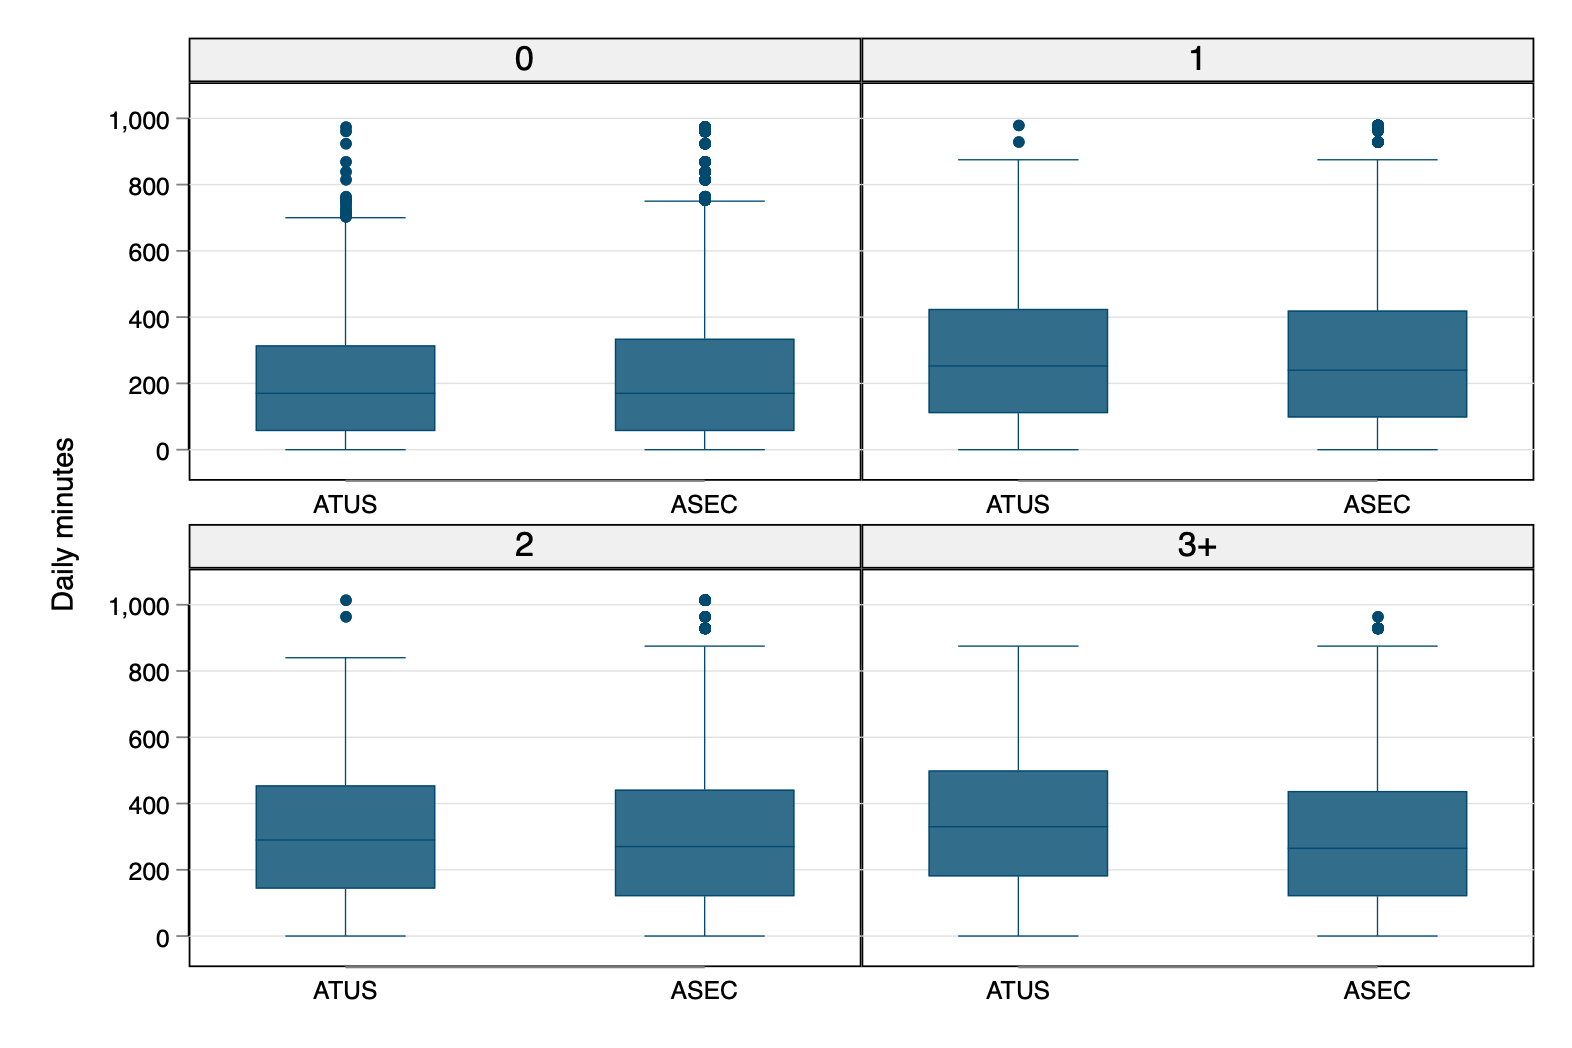 Daily minutes
0
1
1,000
800
600
400
200
0
ATUS
ASEC
ATUS
ASEC
2
3+
1,000
800
600
400
200
0
ATUS
ASEC
ATUS
ASEC